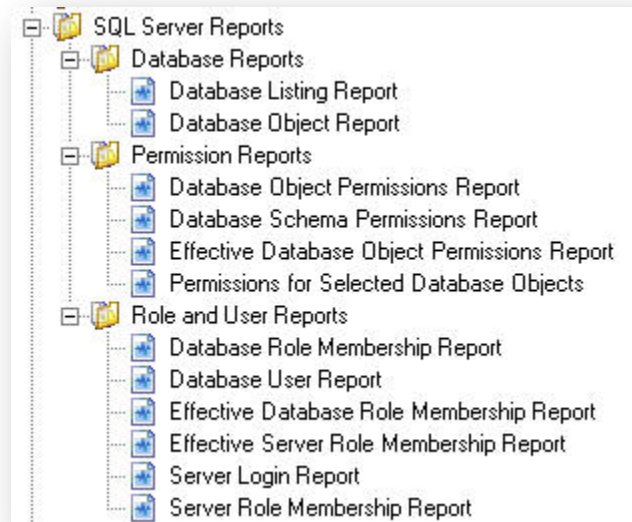 SQL Server Reports
Database Reports
Database Listing Report
Database Object Report
Permission Reports
Database Object Permissions Report
Database Schema Permissions Report
Effective Database Object Permissions Report
Permissions for Selected Database Objects
Role and User Reports
Database Role Membership Report
Database User Report
Effective Database Role Membership Report
Effective Server Role Membership Report
Server Login Report
Server Role Membership Report